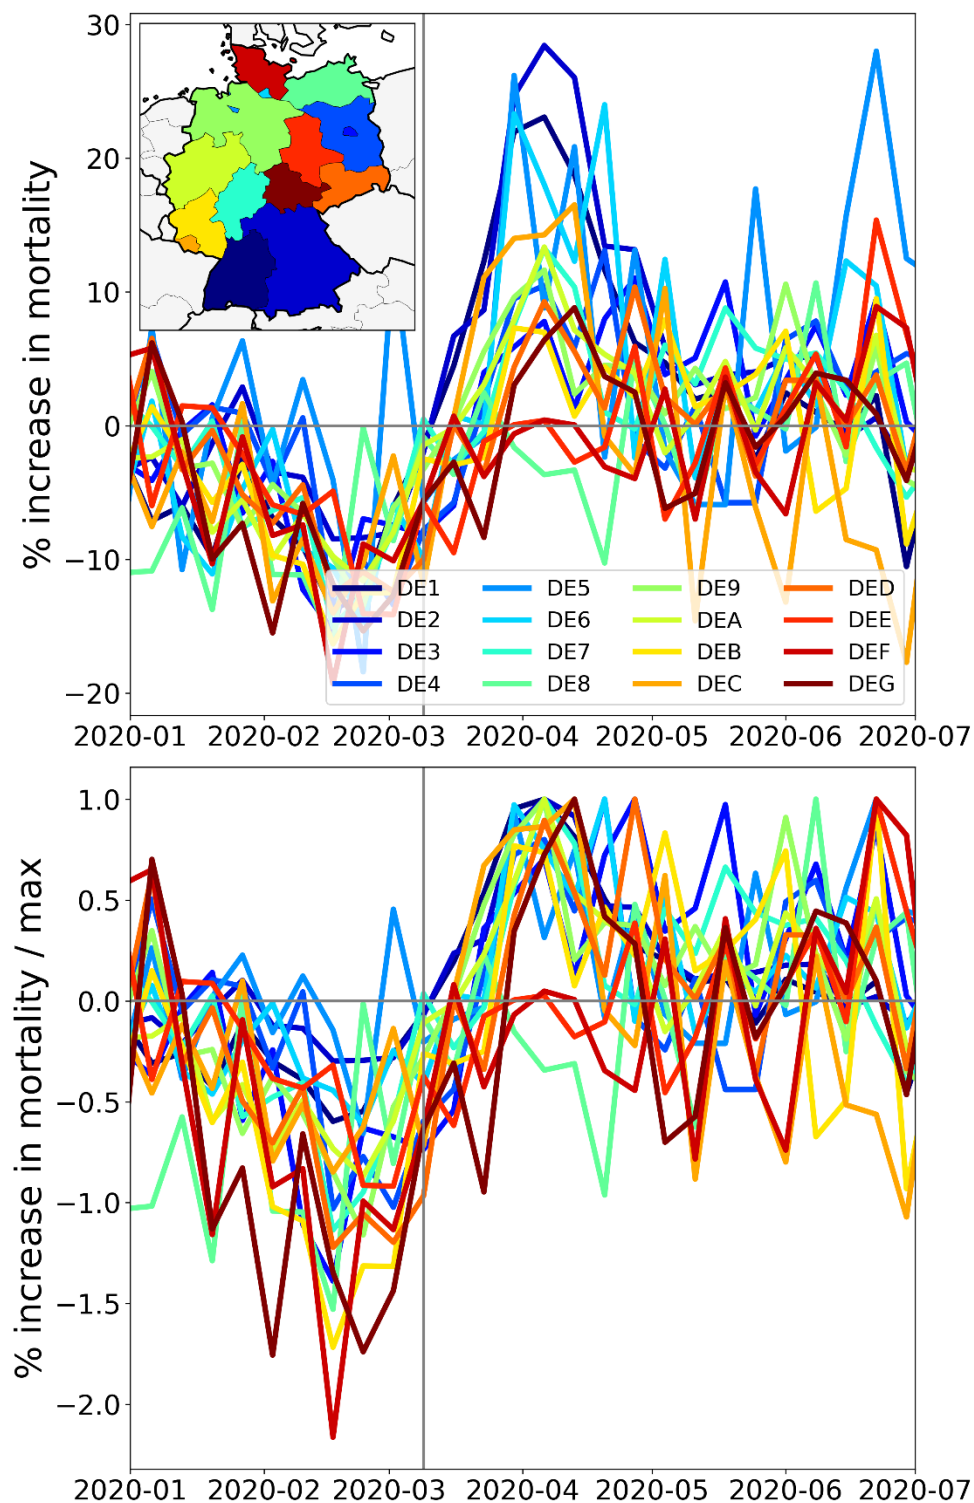 % increase in mortality
30
20
10
0
−10
−20
DE1 DE5 DE9 DED
DE2 DE6 DEA DEE
DE3 DE7 DEB DEF
DE4 DE8 DEC DEG
2020-01 2020-02 2020-03 2020-04 2020-05 2020-06 2020-07
% increase in mortality / max
1.0
0.5
0.0
−0.5
−1.0
−1.5
−2.0
2020-01 2020-02 2020-03 2020-04 2020-05 2020-06 2020-07